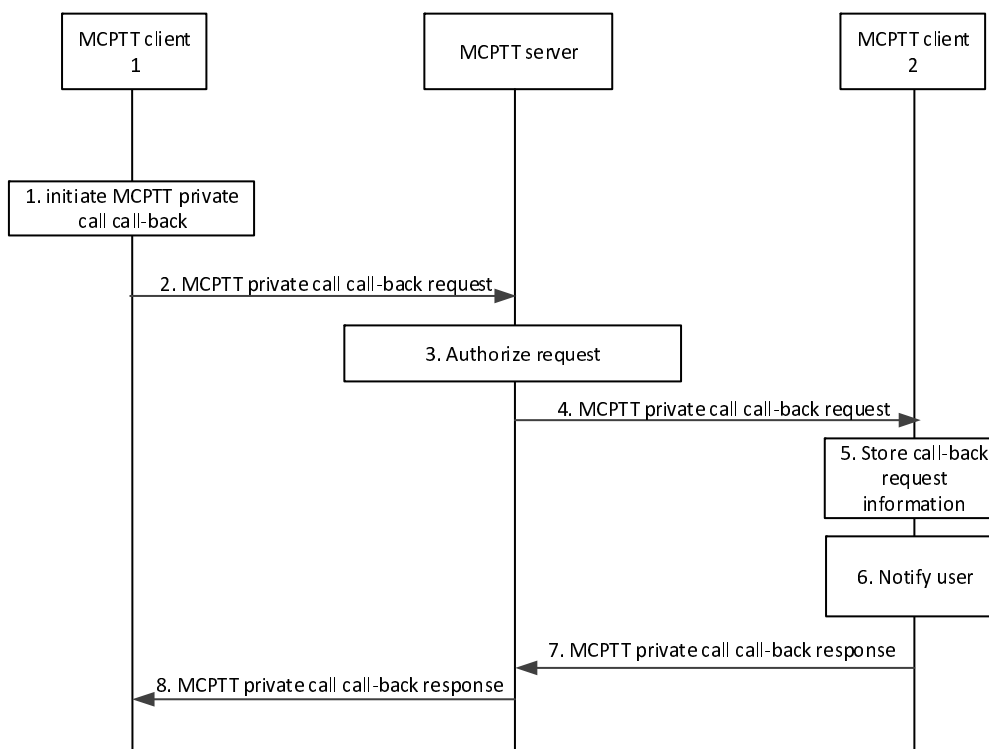 MCPTT client
1
MCPTT server
MCPTT client
2
1. initiate MCPTT private
call call-back
2. MCPTT private call call-back request
3. Authorize request
4. MCPTT private call call-back request
5. Store call-back
request
information
6. Notify user
7. MCPTT private call call-back response
8. MCPTT private call call-back response